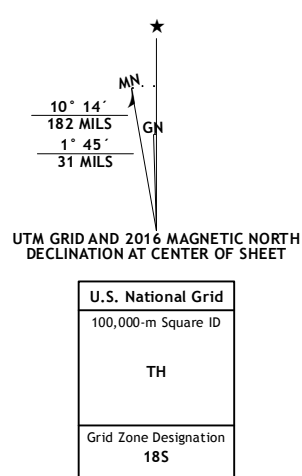 ★
MN
GN
10° 14´
182 MILS
1° 45´
31 MILS
UTM GRID AND 2016 MAGNETIC NORTH
DECLINATION AT CENTER OF SHEET
U.S. National Grid
100,000-m Square ID
TH
Grid Zone Designation
18S